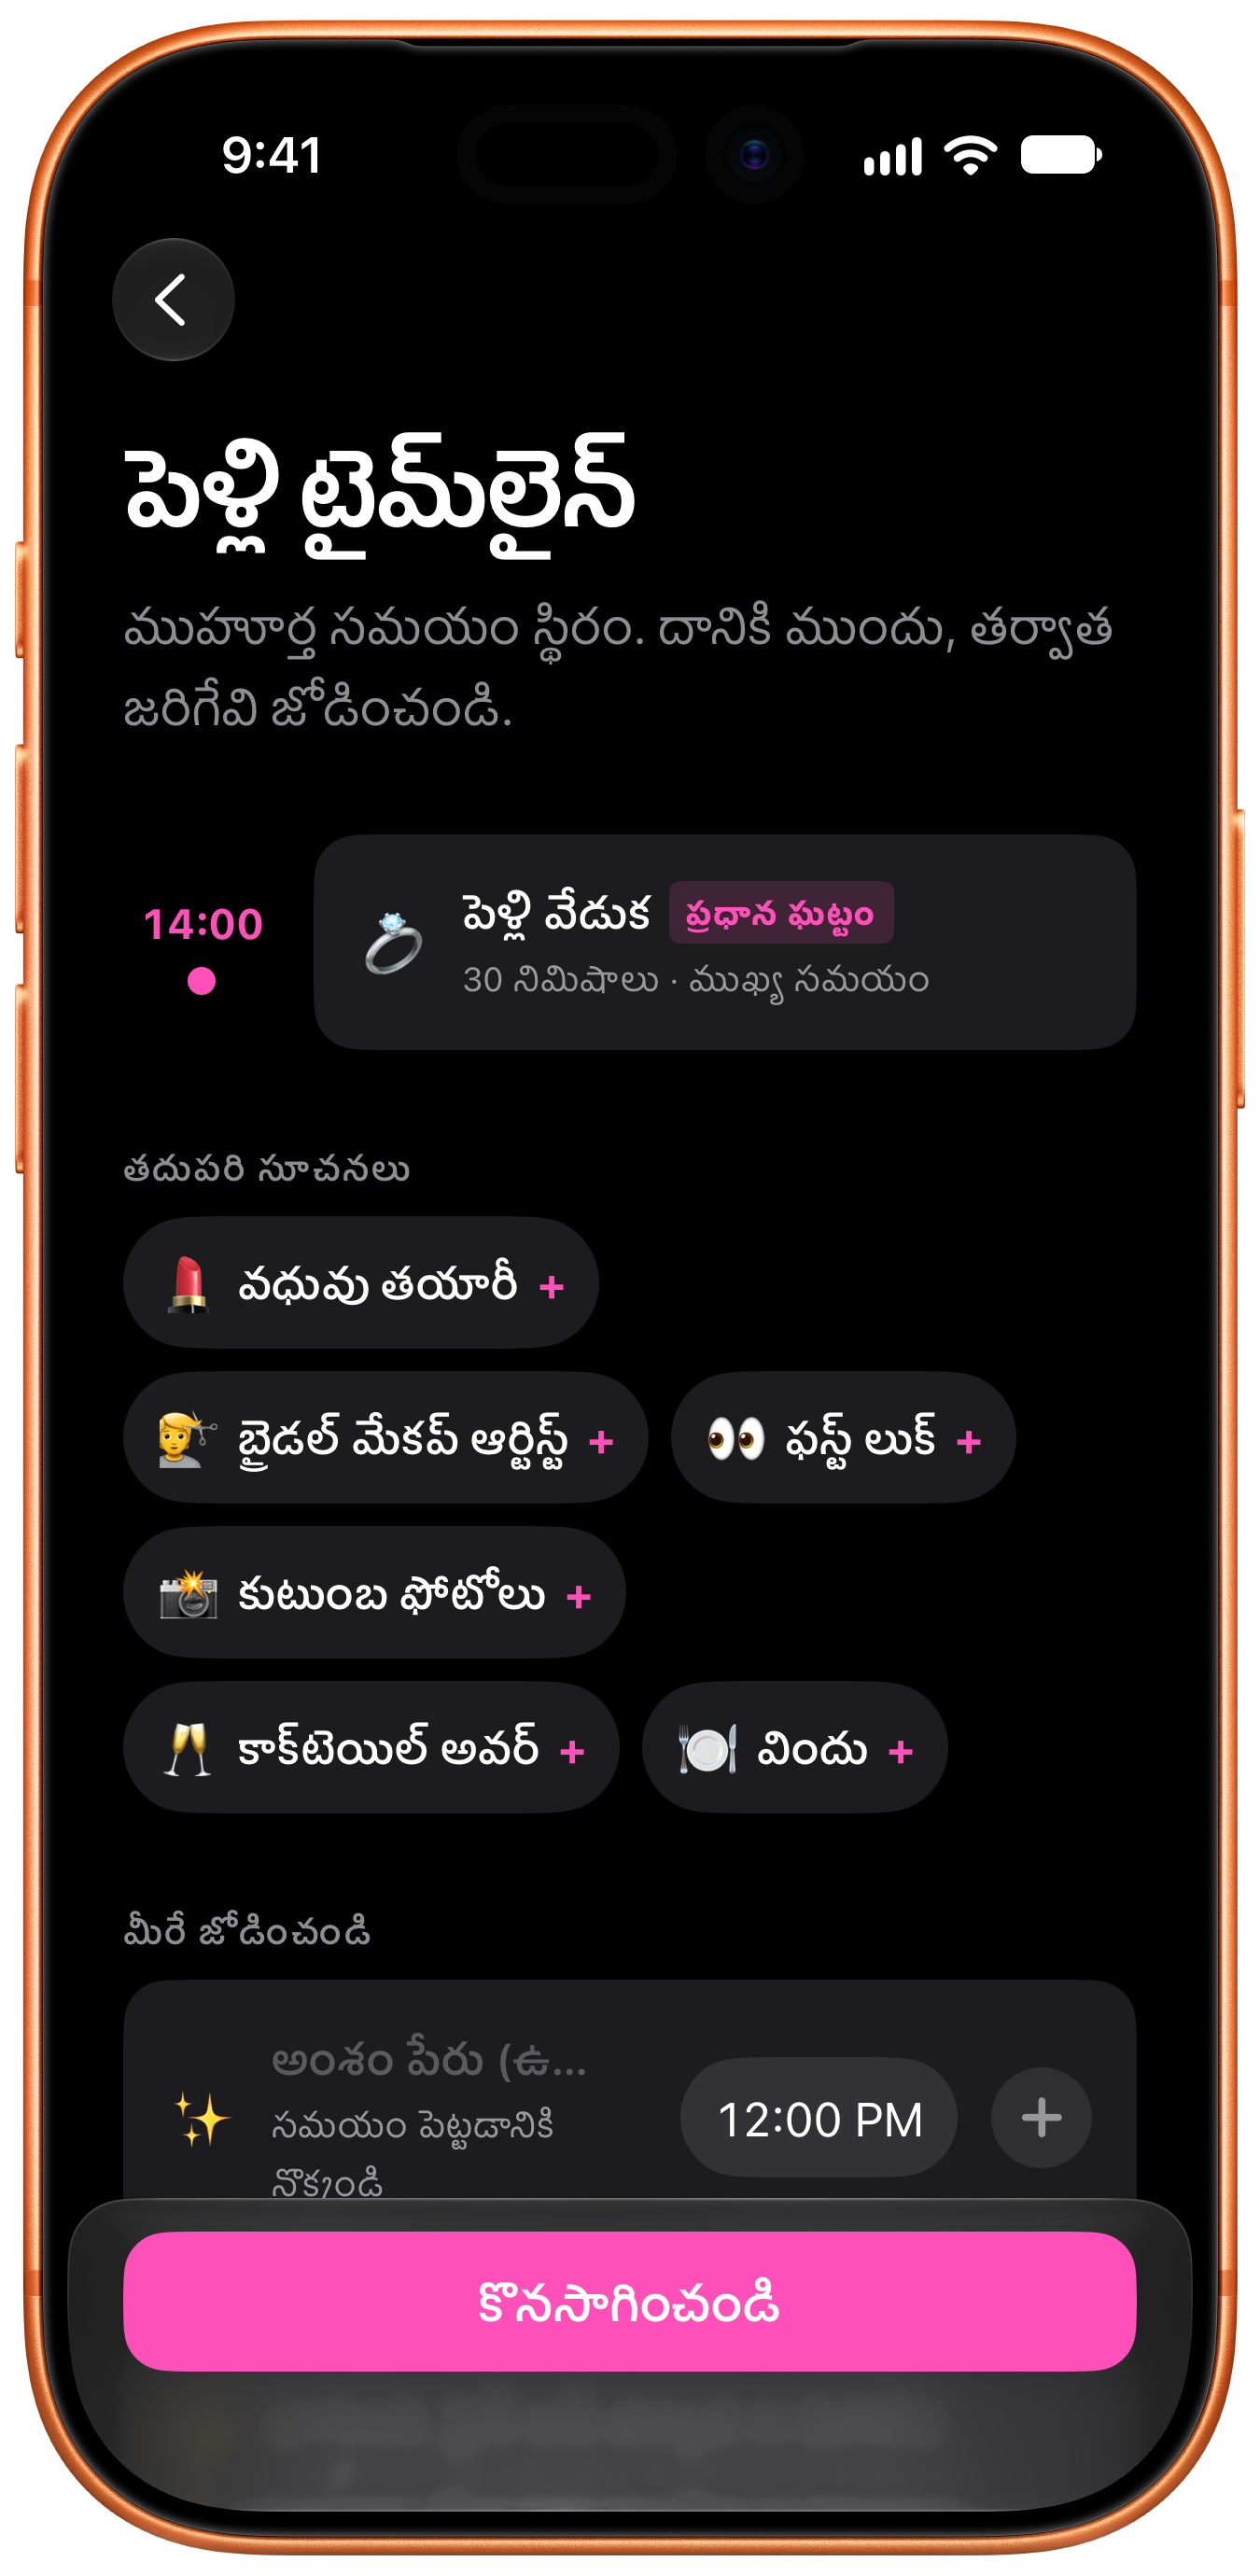 9:41
పెళ్లి టైమ్‌లైన్
ముహూర్త సమయం స్థిరం. దానికి ముందు, తర్వాత
జరిగేవి జోడించండి.
14:00
పెళ్లి వేడుక ప్రధాన ఘట్టం
30 నిమిషాలు · ముఖ్య సమయం
తదుపరి సూచనలు
వధువు తయారీ +
బ్రైడల్ మేకప్ ఆర్టిస్ట్ + ఫస్ట్ లుక్ +
కుటుంబ ఫోటోలు +
కాక్‌టెయిల్ అవర్ + విందు +
మీరే జోడించండి
అంశం పేరు (ఉ...
సమయం పెట్టడానికి
నొక్కండి
12:00 PM
కొనసాగించండి